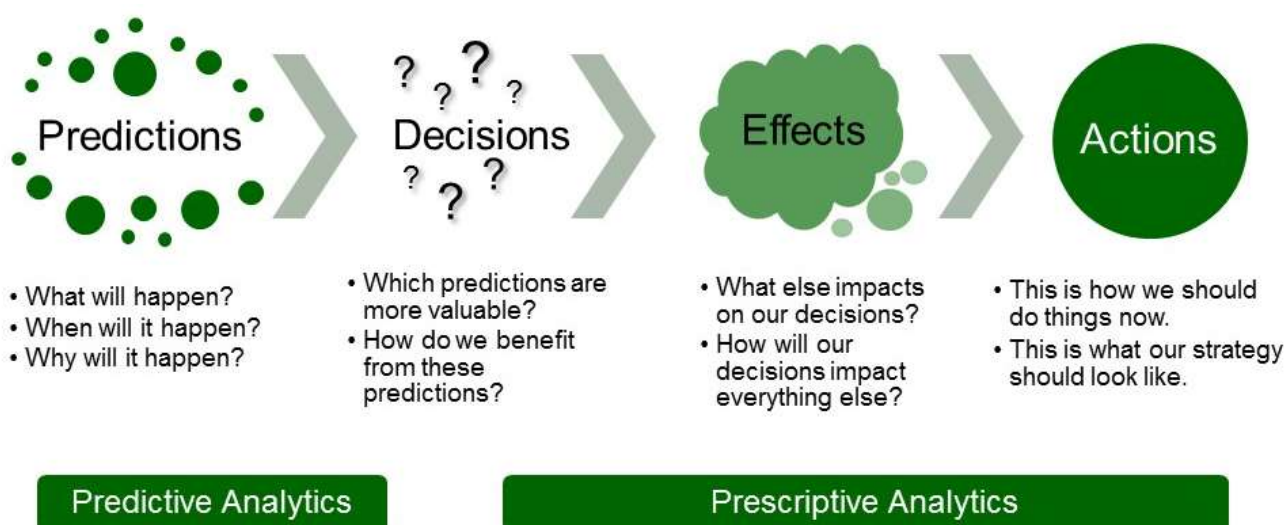 Predictions
Decisions
Effects
Actions
? ? ? ?
? ? ?
• What will happen?
• When will it happen?
• Why will it happen?
• Which predictions are
more valuable?
• How do we benefit
from these
predictions?
• What else impacts
on our decisions?
• How will our
decisions impact
everything else?
• This is how we should
do things now.
• This is what our strategy
should look like.
Predictive Analytics
Prescriptive Analytics